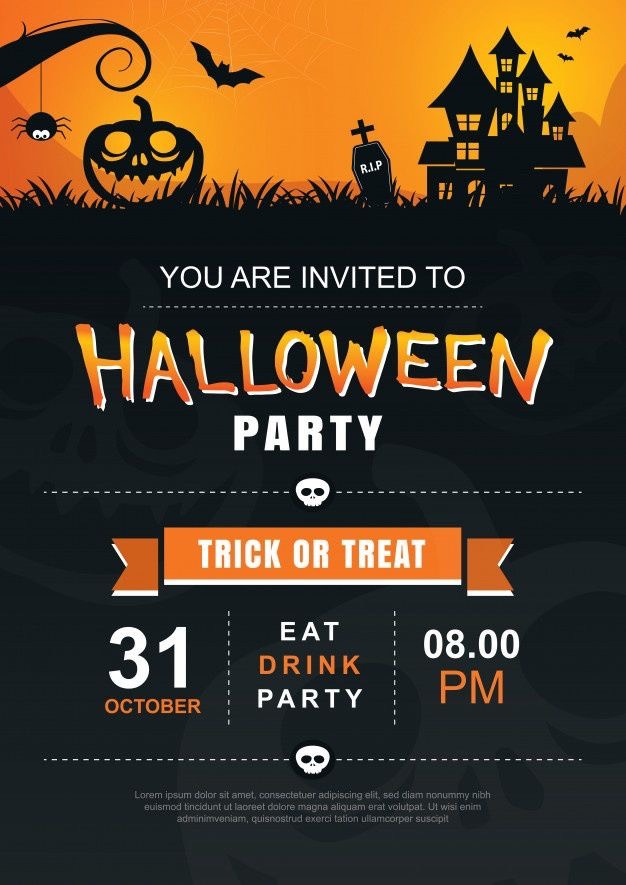 R.I.P
YOU ARE INVITED TO
HALLOWEEN
PARTY
TRICK OR TREAT
31
OCTOBER
EAT
DRINK
PARTY
08.00
PM
Lorem ipsum dolor sit amet, consectetuer adipiscing elit, sed diam nonummy nibh
euismod tincidunt ut laoreet dolore magna aliquam erat volutpat. Ut wisi enim ad
adminimveniam, quisnostrud exercitation ullamcorper suscipit